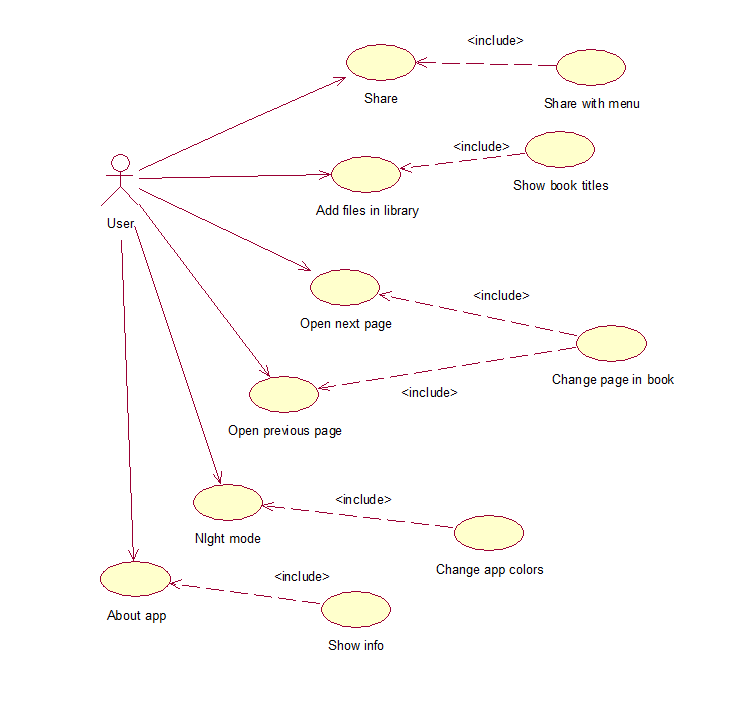 <include>
Share
Share with menu
<include>
Show book titles
Add files in library
User
<include>
Open next page
Change page in book
<include>
Open previous page
<include>
NIght mode
Change app colors
<include>
About app
Show info